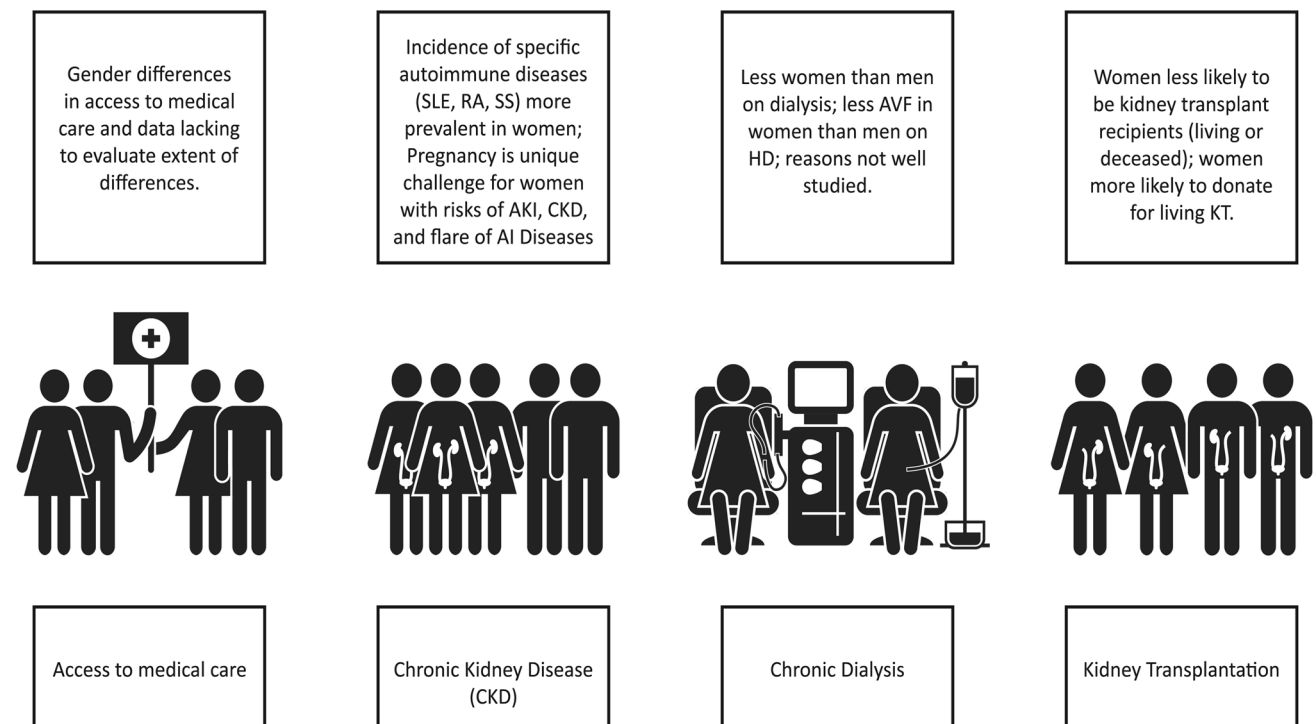 Gender differences
in access to medical
care and data lacking
to evaluate extent of
differences.
Incidence of specific
autoimmune diseases
(SLE, RA, SS) more
prevalent in women;
Pregnancy is unique
challenge for women
with risks of AKI, CKD,
and flare of AI Diseases
Less women than men
on dialysis; less AVF in
women than men on
HD; reasons not well
studied.
Women less likely to
be kidney transplant
recipients (living or
deceased); women
more likely to donate
for living KT.
Access to medical care
Chronic Kidney Disease
(CKD)
Chronic Dialysis
Kidney Transplantation